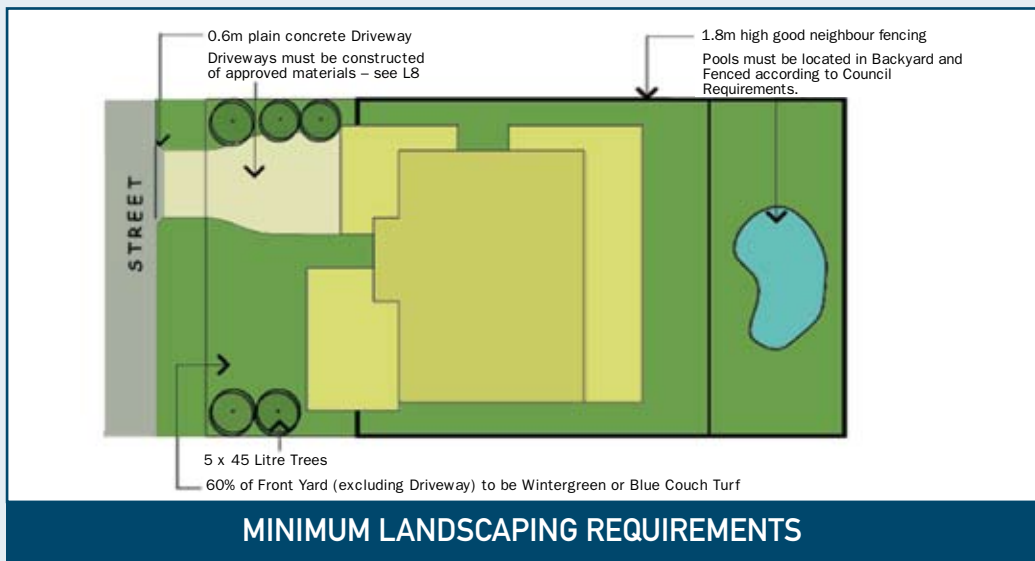 0.6m plain concrete Driveway
Driveways must be constructed
of approved materials – see L8
1.8m high good neighbour fencing
Pools must be located in Backyard and
Fenced according to Council
Requirements.
STREET
5 x 45 Litre Trees
60% of Front Yard (excluding Driveway) to be Wintergreen or Blue Couch Turf
MINIMUM LANDSCAPING REQUIREMENTS